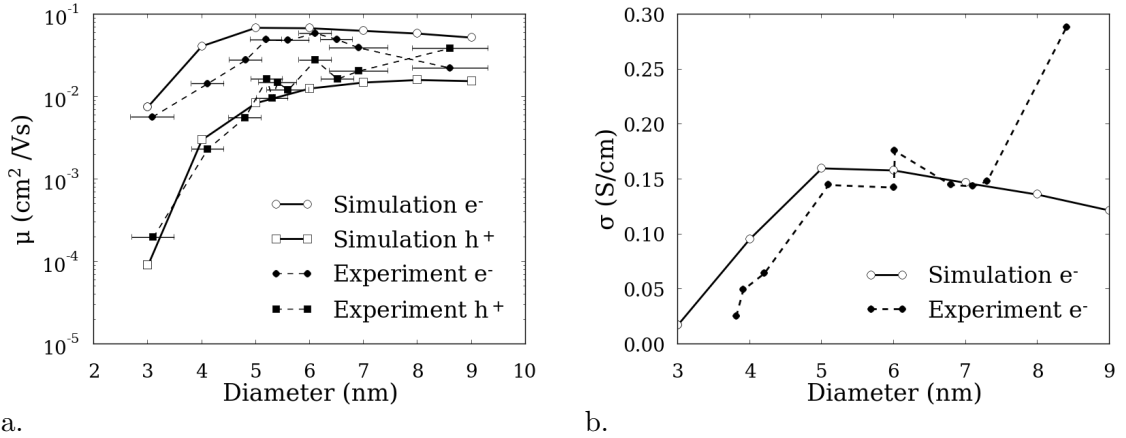 10⁻¹
10⁻²
10⁻³
10⁻⁴
10⁻⁵
μ (cm² /Vs)
Simulation e⁻
Simulation h⁺
Experiment e⁻
Experiment h⁺
2 3 4 5 6 7 8 9 10
Diameter (nm)
a.
0.30
0.25
0.20
0.15
0.10
0.05
0.00
σ (S/cm)
Simulation e⁻
Experiment e⁻
3 4 5 6 7 8 9
Diameter (nm)
b.